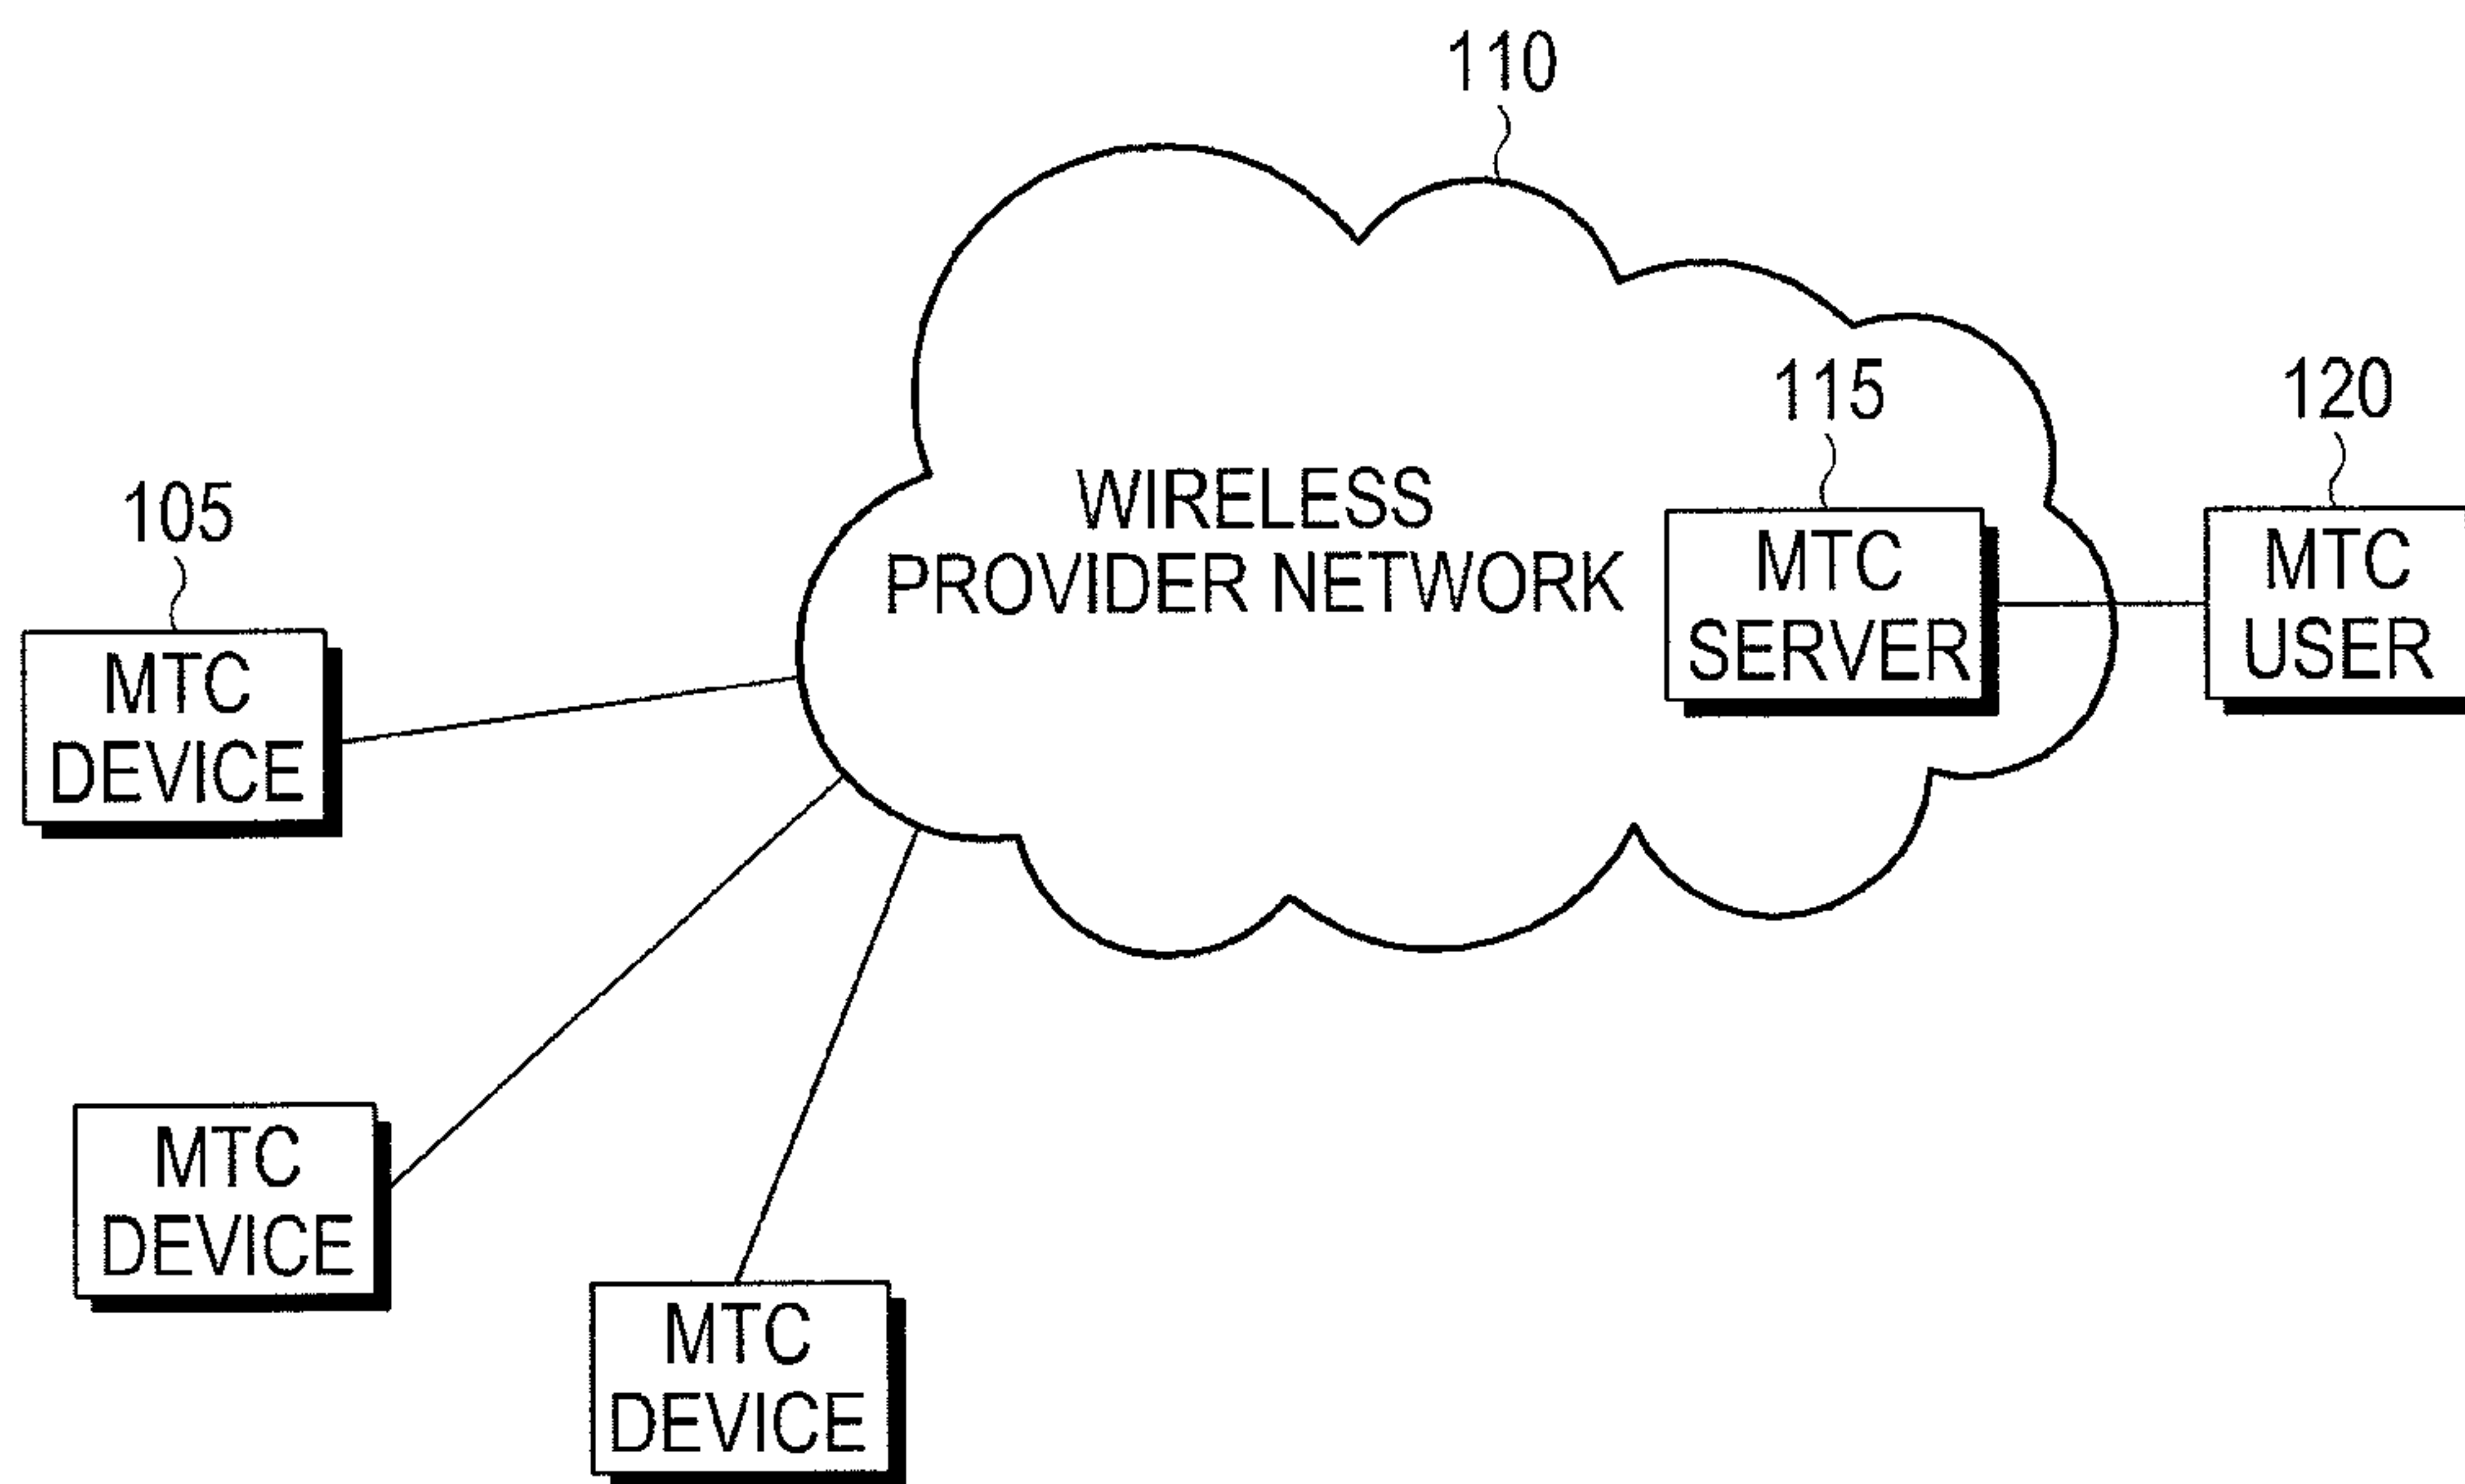 110
115
120
105
WIRELESS
PROVIDER NETWORK
MTC
SERVER
MTC
USER
MTC
DEVICE
MTC
DEVICE
MTC
DEVICE